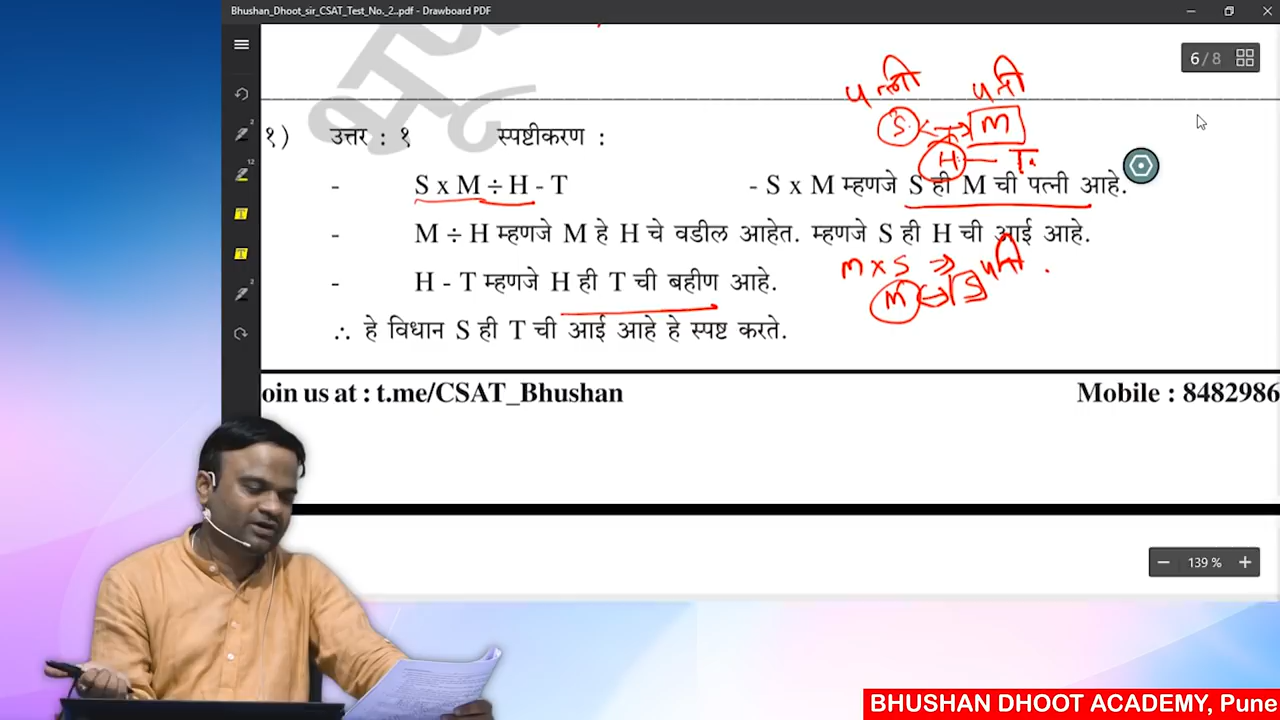 Bhushan_Dhoot_sir_CSAT_Test_No._2..pdf - Drawboard PDF
6 / 8
पत्नी पती
S M
H — T
१) उत्तर : १ स्पष्टीकरण :
- S x M ÷ H - T - S x M म्हणजे S ही M ची पत्नी आहे.
- M ÷ H म्हणजे M हे H चे वडील आहेत. म्हणजे S ही H ची आई आहे.
m x S ⇒ पत्नी .
- H - T म्हणजे H ही T ची बहीण आहे.
M S
∴ हे विधान S ही T ची आई आहे हे स्पष्ट करते.
oin us at : t.me/CSAT_Bhushan Mobile : 8482986
139 %
BHUSHAN DHOOT ACADEMY, Pune